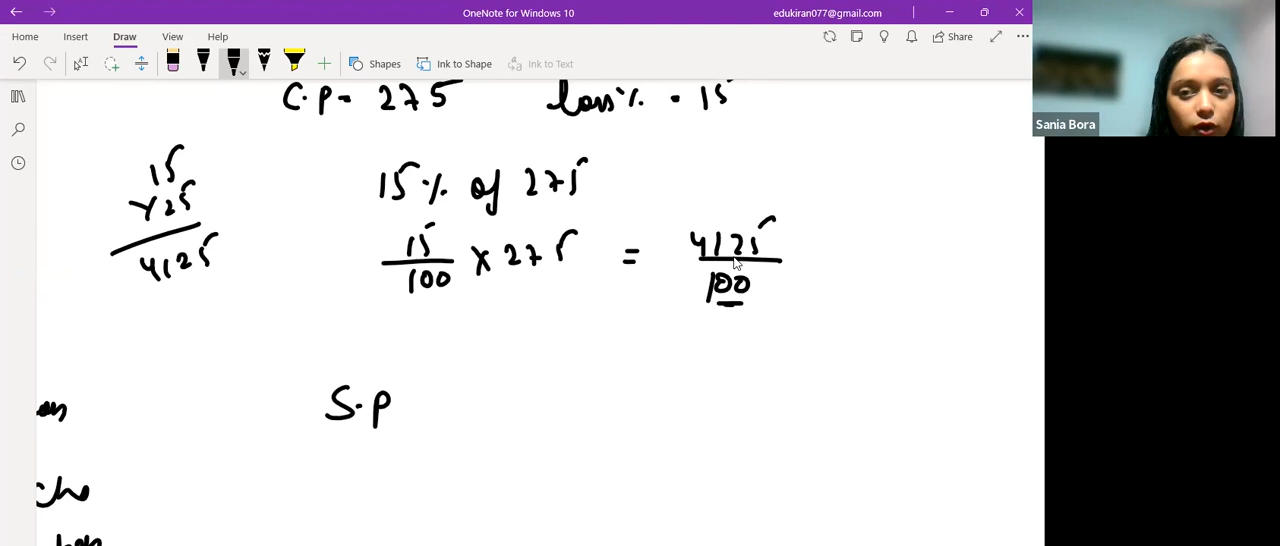 OneNote for Windows 10
edukiran077@gmail.com
Home Insert Draw View Help
Share
Shapes
Ink to Shape
Ink to Text
C.P = 275 loss% = 15
Sania Bora
15
4125
15% of 275
15/100 × 275 = 4125/100
S.P